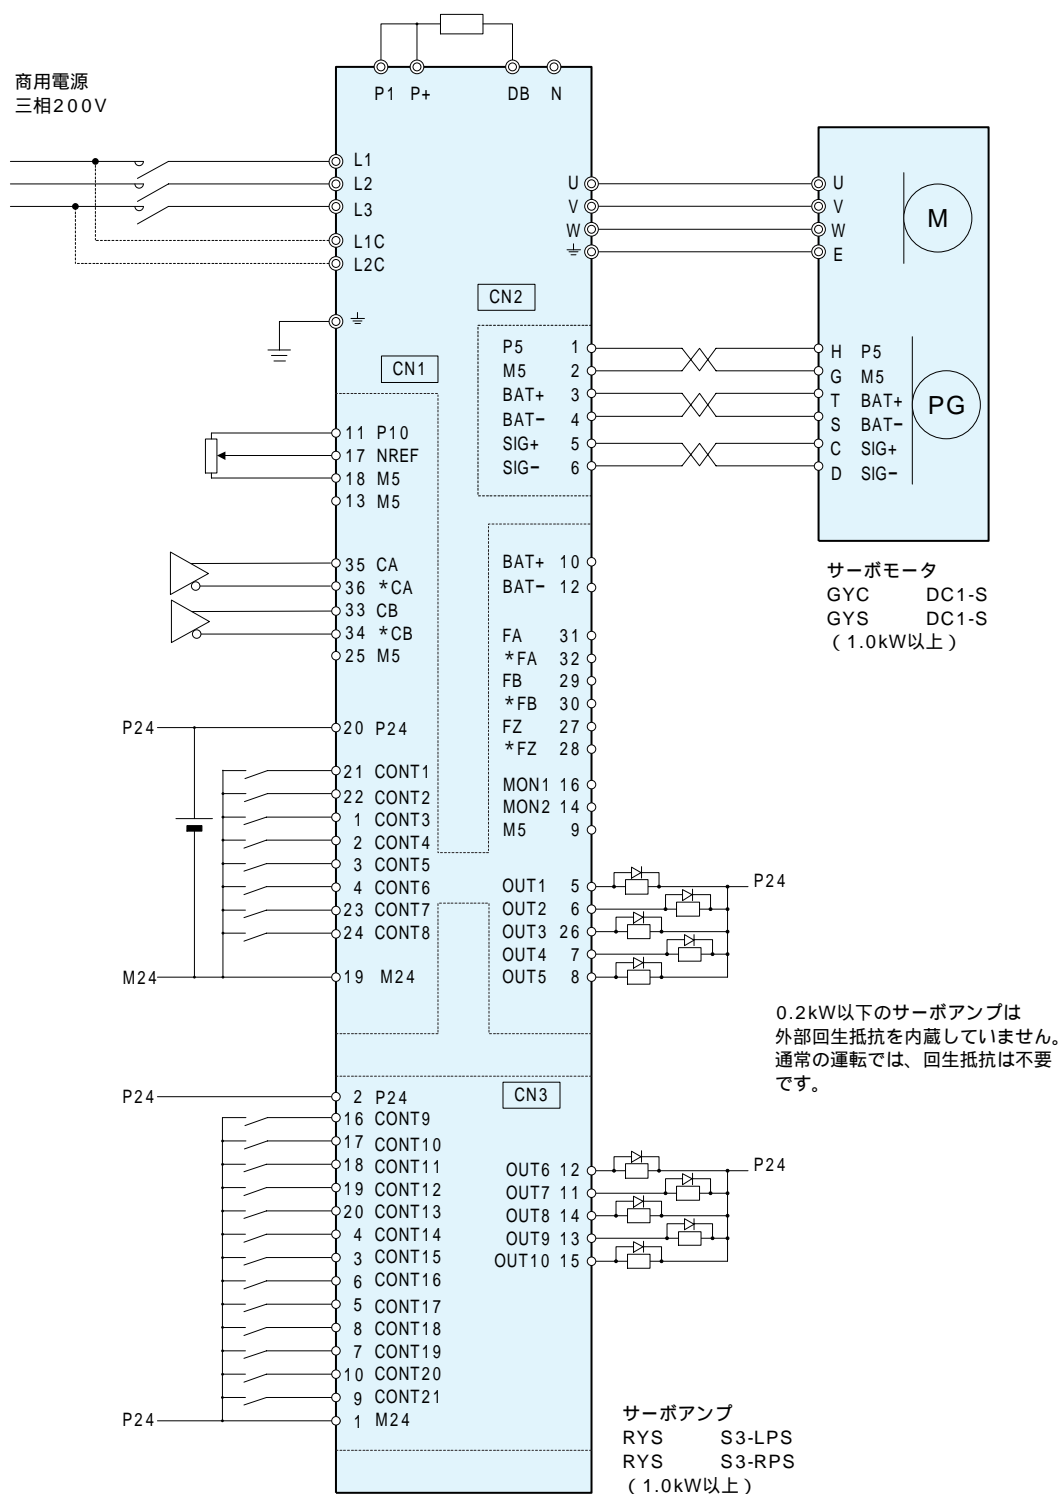 商用電源
三相200V
P1 P+ DB N
L1
L2
L3
L1C
L2C
U
V
W
U
V
W
E
M
CN2
CN1
P5 1
M5 2
BAT+ 3
BAT− 4
SIG+ 5
SIG− 6
H P5
G M5
T BAT+
S BAT−
C SIG+
D SIG−
PG
11 P10
17 NREF
18 M5
13 M5
35 CA
36 *CA
33 CB
34 *CB
25 M5
BAT+ 10
BAT− 12
FA 31
*FA 32
FB 29
*FB 30
FZ 27
*FZ 28
MON1 16
MON2 14
M5 9
サーボモータ
GYC DC1-S
GYS DC1-S
(1.0kW以上)
P24
20 P24
21 CONT1
22 CONT2
1 CONT3
2 CONT4
3 CONT5
4 CONT6
23 CONT7
24 CONT8
M24
19 M24
OUT1 5
OUT2 6
OUT3 26
OUT4 7
OUT5 8
P24
0.2kW以下のサーボアンプは
外部回生抵抗を内蔵していません。
通常の運転では、回生抵抗は不要
です。
CN3
P24
2 P24
16 CONT9
17 CONT10
18 CONT11
19 CONT12
20 CONT13
4 CONT14
3 CONT15
6 CONT16
5 CONT17
8 CONT18
7 CONT19
10 CONT20
9 CONT21
P24
1 M24
OUT6 12
OUT7 11
OUT8 14
OUT9 13
OUT10 15
P24
サーボアンプ
RYS S3-LPS
RYS S3-RPS
(1.0kW以上)